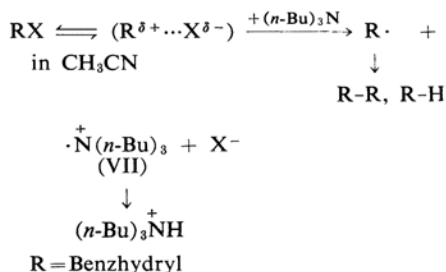 RX ⇌ (R^δ+···X^δ−) +(n-Bu)₃N → R· +
in CH₃CN
↓
R–R, R–H
·N⁺(n-Bu)₃ + X⁻
(VII)
↓
(n-Bu)₃N⁺H
R=Benzhydryl